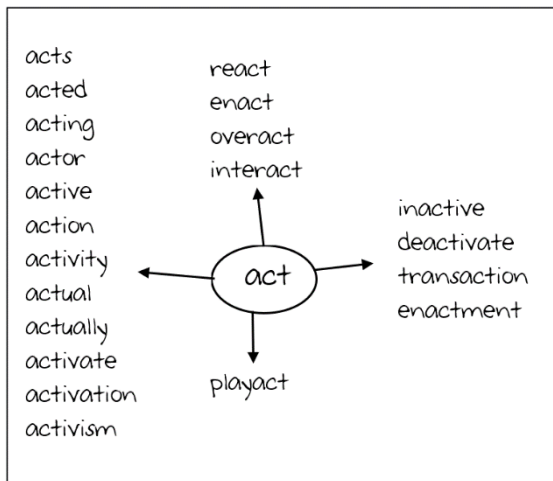 acts
acted
acting
actor
active
action
activity
actual
actually
activate
activation
activism
react
enact
overact
interact
act
playact
inactive
deactivate
transaction
enactment